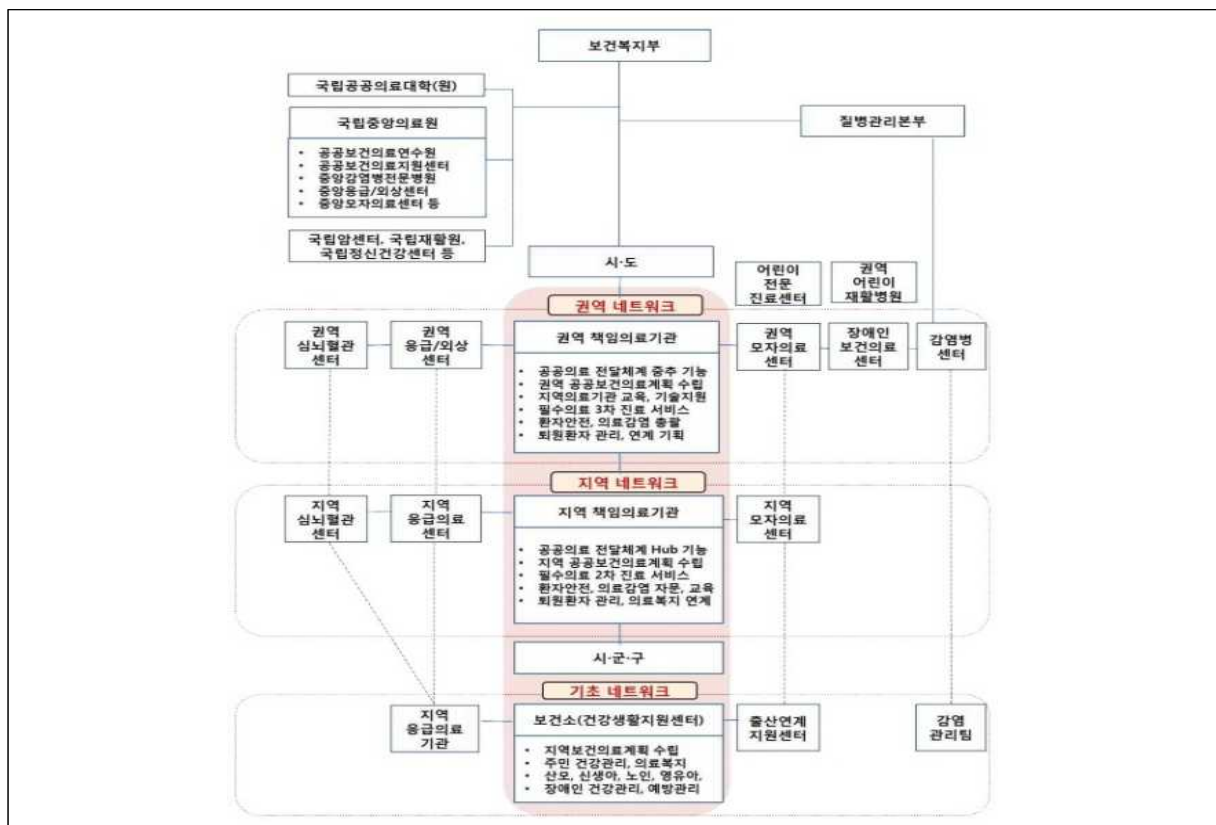 보건복지부
국립공공의료대학(원)
국립중앙의료원
• 공공보건의료연수원
• 공공보건의료지원센터
• 중앙감염병전문병원
• 중앙응급/외상센터
• 중앙모자의료센터 등
국립암센터, 국립재활원,
국립정신건강센터 등
질병관리본부
시·도
어린이
전문
진료센터
권역
어린이
재활병원
권역 네트워크
권역
심뇌혈관
센터
권역
응급/외상
센터
권역 책임의료기관
• 공공의료 전달체계 중추 기능
• 권역 공공보건의료계획 수립
• 지역의료기관 교육, 기술지원
• 필수의료 3차 진료 서비스
• 환자안전, 의료감염 총괄
• 퇴원환자 관리, 연계 기획
권역
모자의료
센터
장애인
보건의료
센터
감염병
센터
지역 네트워크
지역
심뇌혈관
센터
지역
응급의료
센터
지역 책임의료기관
• 공공의료 전달체계 Hub 기능
• 지역 공공보건의료계획 수립
• 필수의료 2차 진료 서비스
• 환자안전, 의료감염 자문, 교육
• 퇴원환자 관리, 의료복지 연계
지역
모자의료
센터
시·군·구
기초 네트워크
지역
응급의료
기관
보건소(건강생활지원센터)
• 지역보건의료계획 수립
• 주민 건강관리, 의료복지
• 산모, 신생아, 노인, 영유아,
• 장애인 건강관리, 예방관리
출산연계
지원센터
감염
관리팀